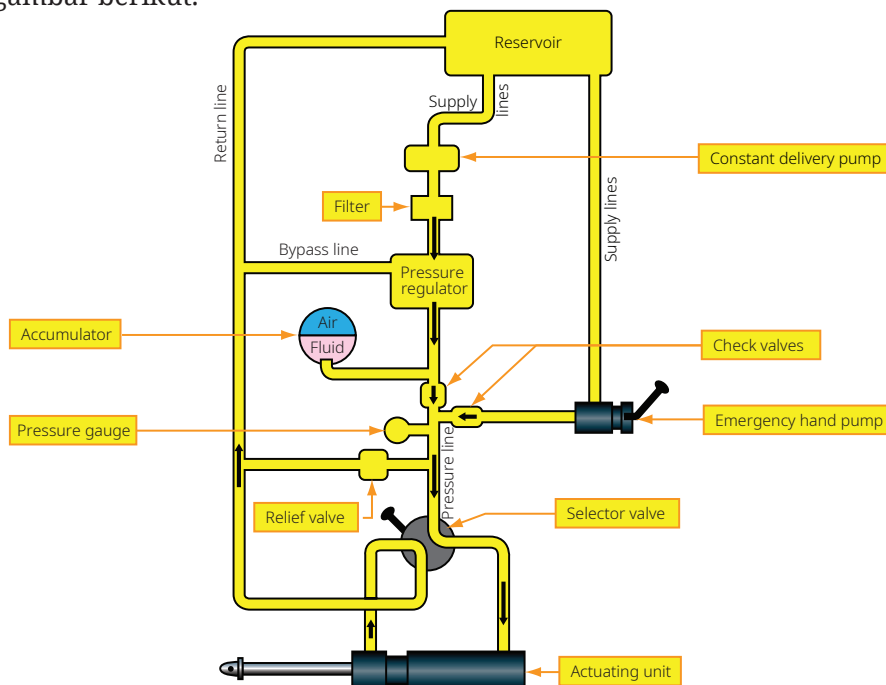 gambar berikut.
Reservoir
Supply
lines
Return line
Constant delivery pump
Supply lines
Filter
Bypass line
Pressure
regulator
Air
Fluid
Accumulator
Check valves
Pressure gauge
Emergency hand pump
Pressure line
Relief valve
Selector valve
Actuating unit